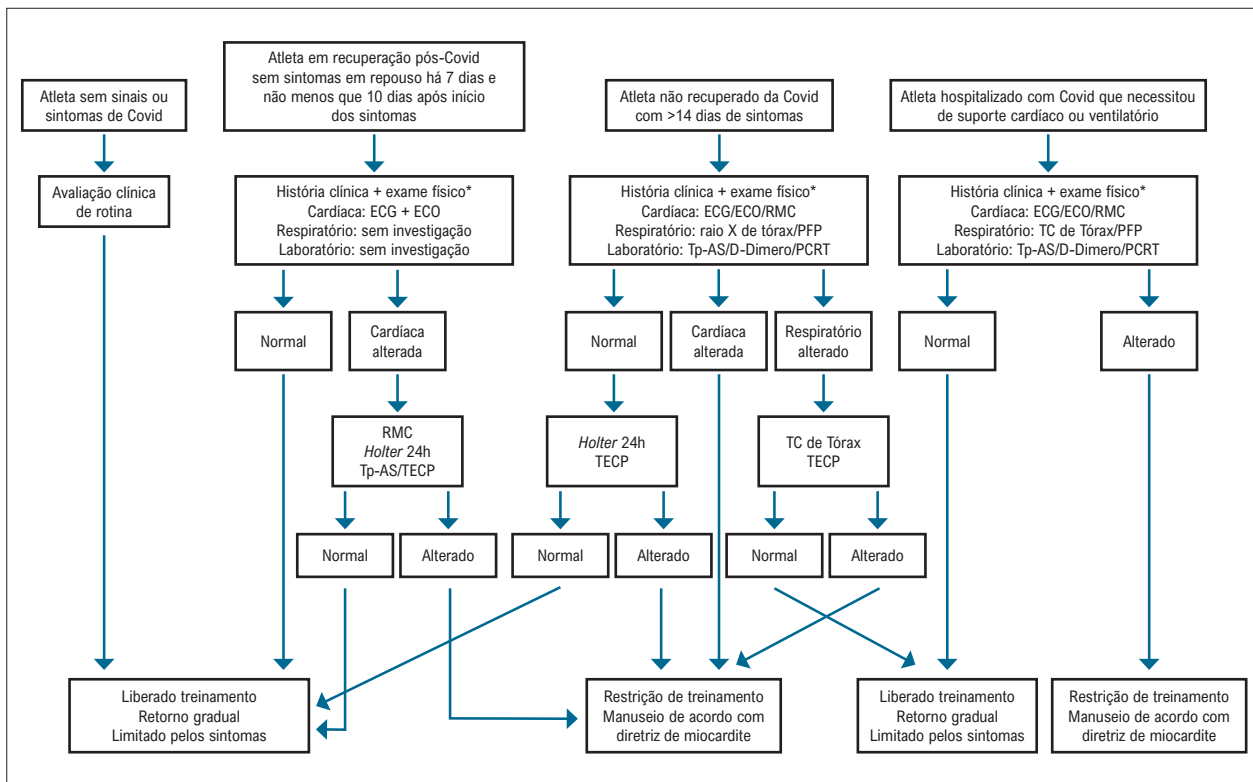 Atleta sem sinais ou
sintomas de Covid
Atleta em recuperação pós-Covid
sem sintomas em repouso há 7 dias e
não menos que 10 dias após início
dos sintomas
Atleta não recuperado da Covid
com >14 dias de sintomas
Atleta hospitalizado com Covid que necessitou
de suporte cardíaco ou ventilatório
Avaliação clínica
de rotina
História clínica + exame físico*
Cardíaca: ECG + ECO
Respiratório: sem investigação
Laboratório: sem investigação
História clínica + exame físico*
Cardíaca: ECG/ECO/RMC
Respiratório: raio X de tórax/PFP
Laboratório: Tp-AS/D-Dimero/PCRT
História clínica + exame físico*
Cardíaca: ECG/ECO/RMC
Respiratório: TC de Tórax/PFP
Laboratório: Tp-AS/D-Dimero/PCRT
Normal
Cardíaca
alterada
Normal
Cardíaca
alterada
Respiratório
alterado
Normal
Alterado
RMC
Holter 24h
Tp-AS/TECP
Holter 24h
TECP
TC de Tórax
TECP
Normal
Alterado
Normal
Alterado
Normal
Alterado
Liberado treinamento
Retorno gradual
Limitado pelos sintomas
Restrição de treinamento
Manuseio de acordo com
diretriz de miocardite
Liberado treinamento
Retorno gradual
Limitado pelos sintomas
Restrição de treinamento
Manuseio de acordo com
diretriz de miocardite